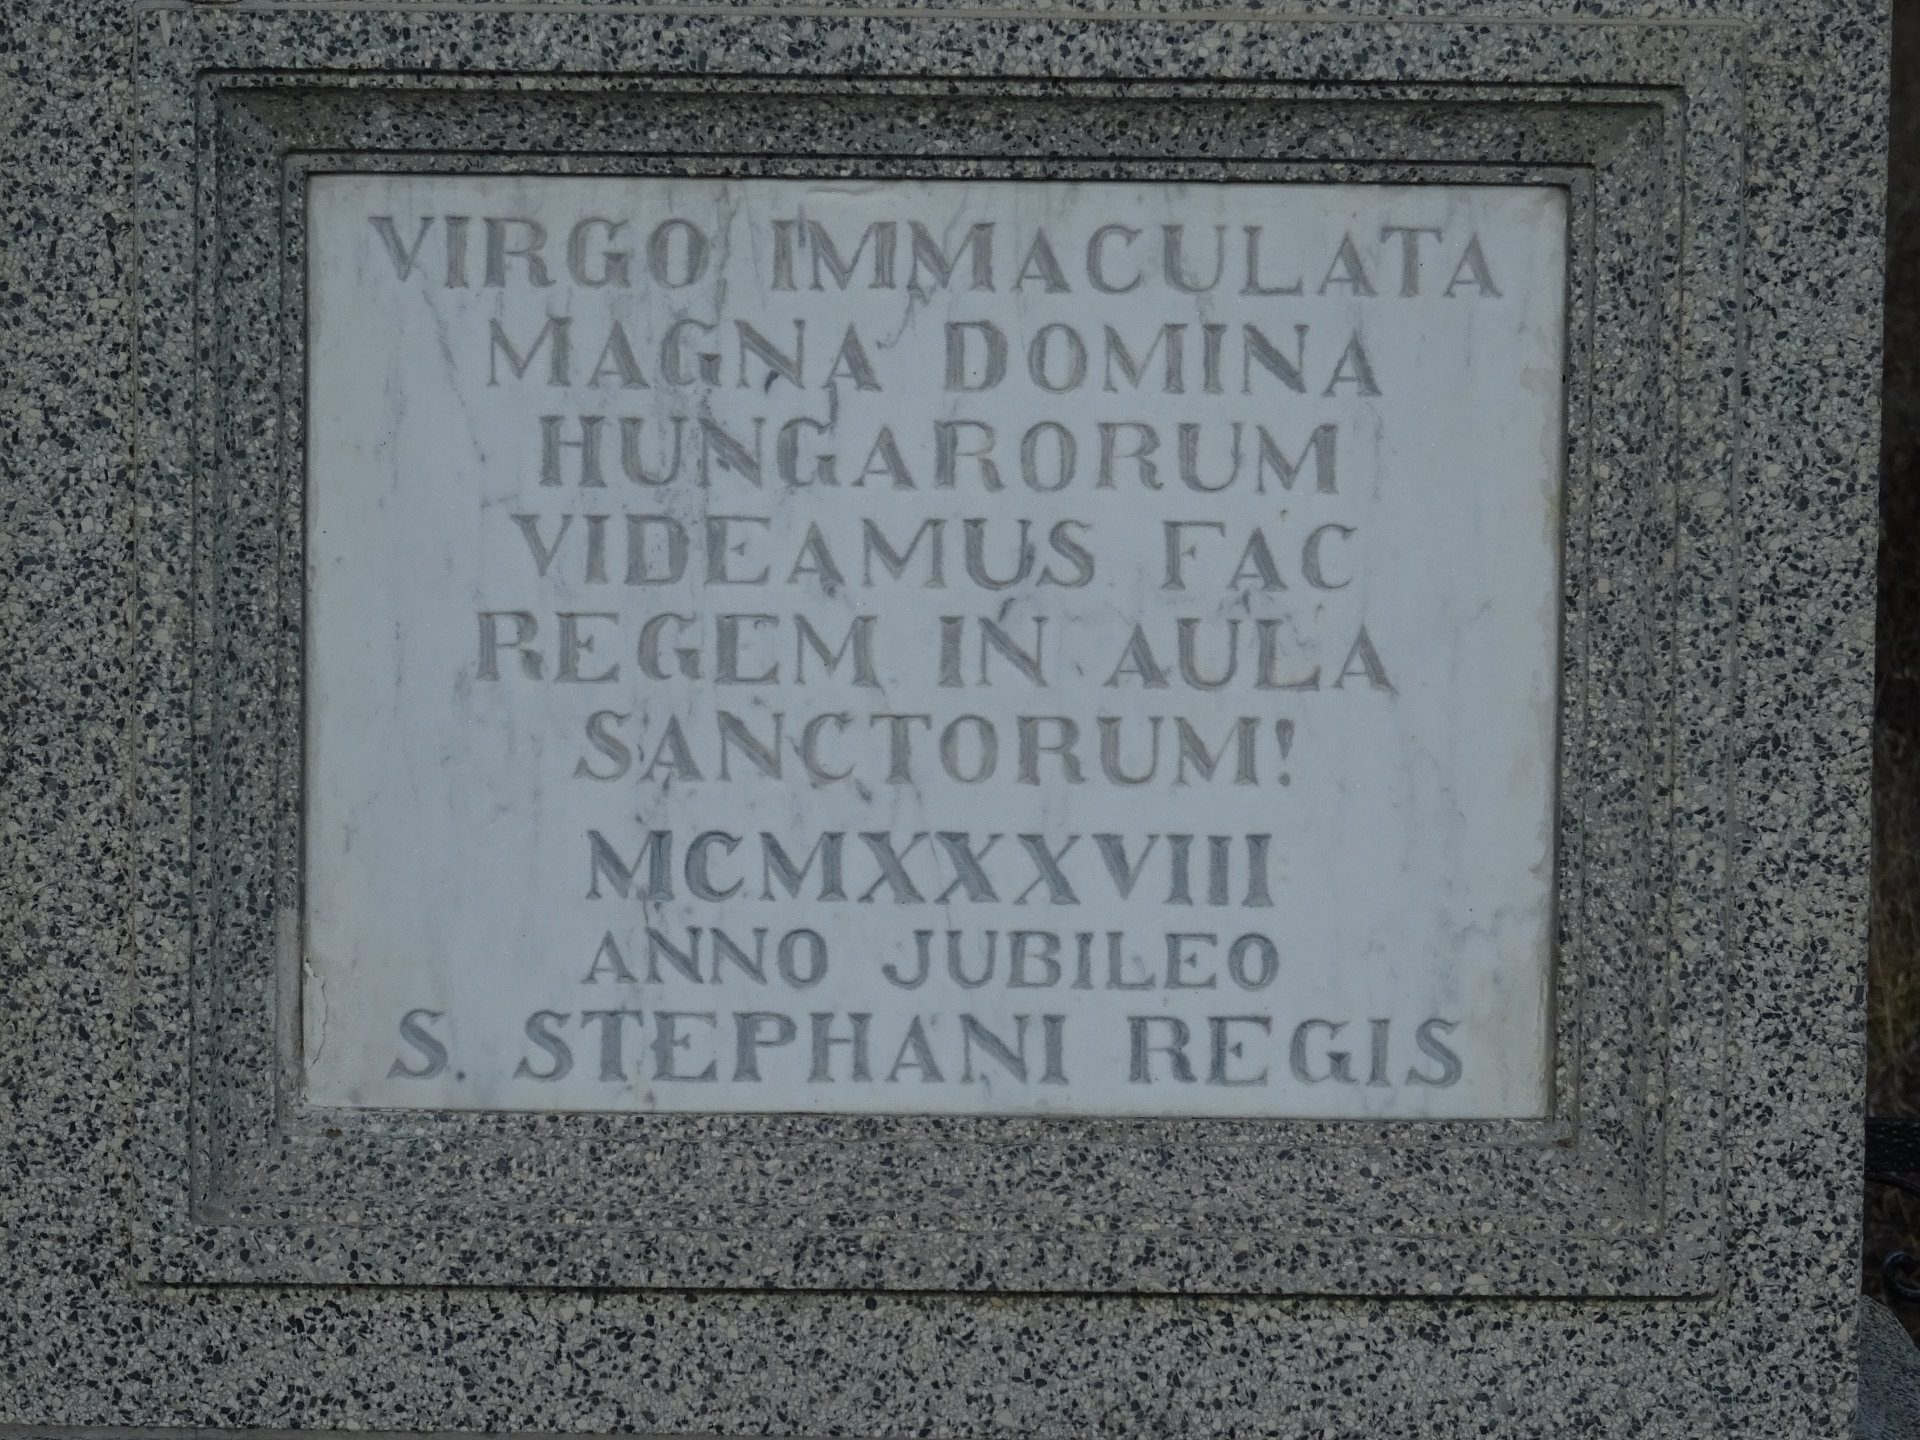 VIRGO IMMACULATA
MAGNA DOMINA
HUNGARORUM
VIDEAMUS FAC
REGEM IN AULA
SANCTORUM!
MCMXXXVIII
ANNO JUBILEO
S. STEPHANI REGIS